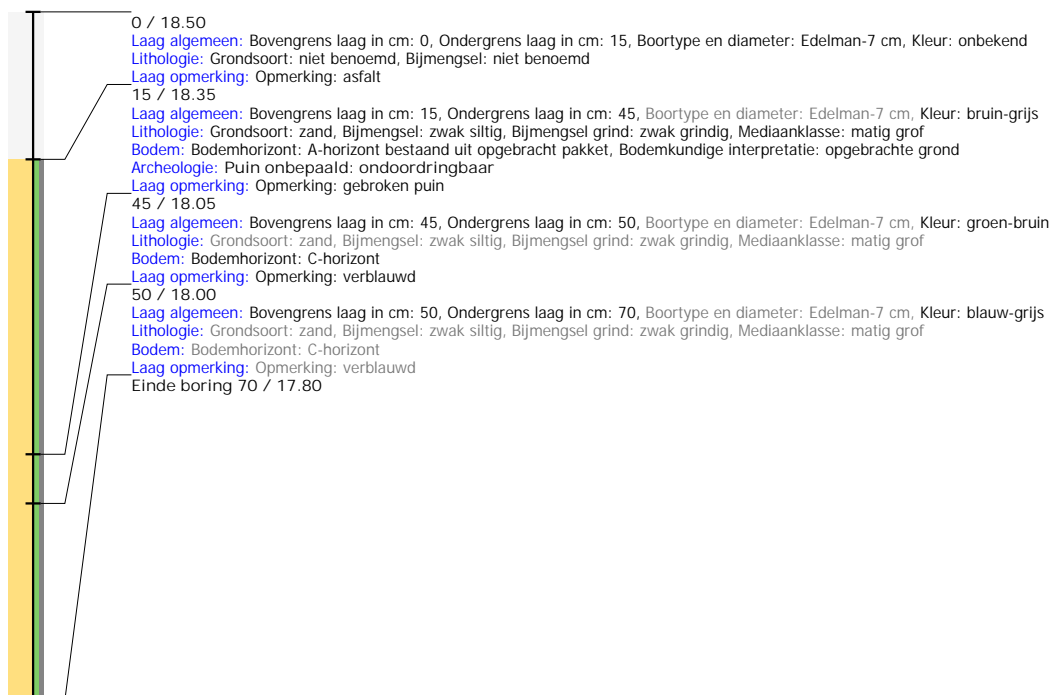 0 / 18.50
Laag algemeen: Bovengrens laag in cm: 0, Ondergrens laag in cm: 15, Boortype en diameter: Edelman-7 cm, Kleur: onbekend
Lithologie: Grondsoort: niet benoemd, Bijmengsel: niet benoemd
Laag opmerking: Opmerking: asfalt
15 / 18.35
Laag algemeen: Bovengrens laag in cm: 15, Ondergrens laag in cm: 45, Boortype en diameter: Edelman-7 cm, Kleur: bruin-grijs
Lithologie: Grondsoort: zand, Bijmengsel: zwak siltig, Bijmengsel grind: zwak grindig, Mediaanklasse: matig grof
Bodem: Bodemhorizont: A-horizont bestaand uit opgebracht pakket, Bodemkundige interpretatie: opgebrachte grond
Archeologie: Puin onbepaald: ondoordringbaar
Laag opmerking: Opmerking: gebroken puin
45 / 18.05
Laag algemeen: Bovengrens laag in cm: 45, Ondergrens laag in cm: 50, Boortype en diameter: Edelman-7 cm, Kleur: groen-bruin
Lithologie: Grondsoort: zand, Bijmengsel: zwak siltig, Bijmengsel grind: zwak grindig, Mediaanklasse: matig grof
Bodem: Bodemhorizont: C-horizont
Laag opmerking: Opmerking: verblauwd
50 / 18.00
Laag algemeen: Bovengrens laag in cm: 50, Ondergrens laag in cm: 70, Boortype en diameter: Edelman-7 cm, Kleur: blauw-grijs
Lithologie: Grondsoort: zand, Bijmengsel: zwak siltig, Bijmengsel grind: zwak grindig, Mediaanklasse: matig grof
Bodem: Bodemhorizont: C-horizont
Laag opmerking: Opmerking: verblauwd
Einde boring 70 / 17.80